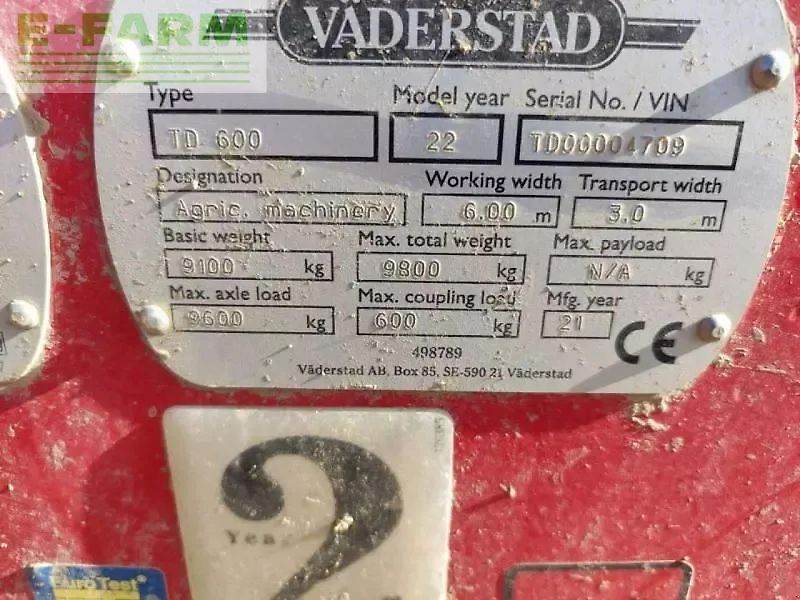 E-FARM
VÄDERSTAD
Type
Model year
Serial No. / VIN
TD 600
22
TD00004709
Designation
Working width
Transport width
Agric. machinery
6.00 m
3.0 m
Basic weight
Max. total weight
Max. payload
9100 kg
9800 kg
N/A kg
Max. axle load
Max. coupling load
Mfg. year
9600 kg
600 kg
21
CE
498789
Väderstad AB, Box 85, SE-590 21 Väderstad
2
Yea
EuroTest